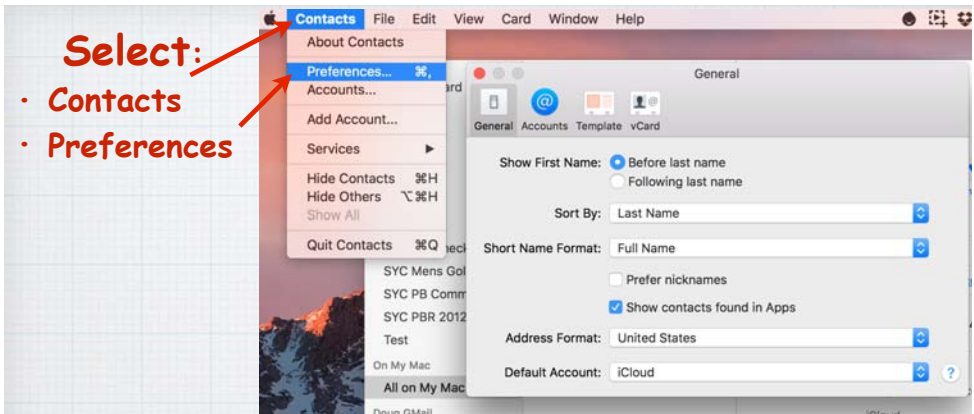 Contacts File Edit View Card Window Help
Select:
· Contacts
· Preferences
About Contacts
Preferences... ⌘,
Accounts...
Add Account...
Services ▶
Hide Contacts ⌘H
Hide Others ⌥⌘H
Show All
Quit Contacts ⌘Q
ard
General
General Accounts Template vCard
Show First Name: Before last name
Following last name
Sort By: Last Name
Short Name Format: Full Name
Prefer nicknames
Show contacts found in Apps
Address Format: United States
Default Account: iCloud ?
SYC Mens Gol
SYC PB Comm
SYC PBR 2012
Test
On My Mac
All on My Mac
Doug GMail
iCloud